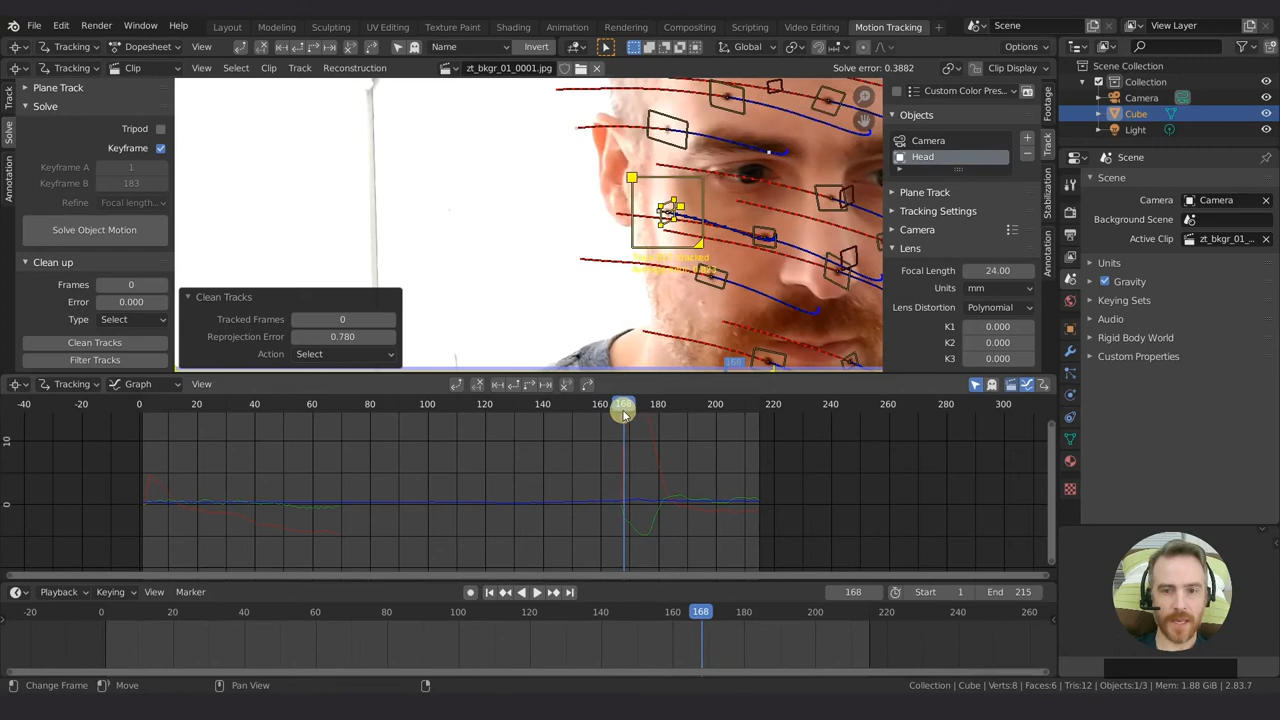 File Edit Render Window Help Layout Modeling Sculpting UV Editing Texture Paint Shading Animation Rendering Compositing Scripting Video Editing Motion Tracking + Scene View Layer
Tracking Dopesheet View Name Invert Global Options
Tracking Clip View Select Clip Track Reconstruction zt_bkgr_01_0001.jpg Solve error: 0.3882 Clip Display
Scene Collection
Collection
Camera
Cube
Light
Track
Solve
Annotation
Plane Track
Solve
Tripod
Keyframe
Keyframe A 1
Keyframe B 183
Refine Focal length...
Solve Object Motion
Clean up
Frames 0
Error 0.000
Type Select
Clean Tracks
Filter Tracks
Clean Tracks
Tracked Frames 0
Reprojection Error 0.780
Action Select
168
Custom Color Pres...
Objects
Camera
Head
Plane Track
Tracking Settings
Camera
Lens
Focal Length 24.00
Units mm
Lens Distortion Polynomial
K1 0.000
K2 0.000
K3 0.000
Footage
Track
Stabilization
Annotation
Scene
Scene
Camera Camera
Background Scene
Active Clip zt_bkgr_01_...
Units
Gravity
Keying Sets
Audio
Rigid Body World
Custom Properties
Tracking Graph View
-40 -20 0 20 40 60 80 100 120 140 160 168 180 200 220 240 260 280 300
10
0
Playback Keying View Marker 168 Start 1 End 215
-20 0 20 40 60 80 100 120 140 160 168 180 200 220 240 260
Change Frame Move Pan View Collection | Cube | Verts:8 | Faces:6 | Tris:12 | Objects:1/3 | Mem: 1.88 GiB | 2.83.7